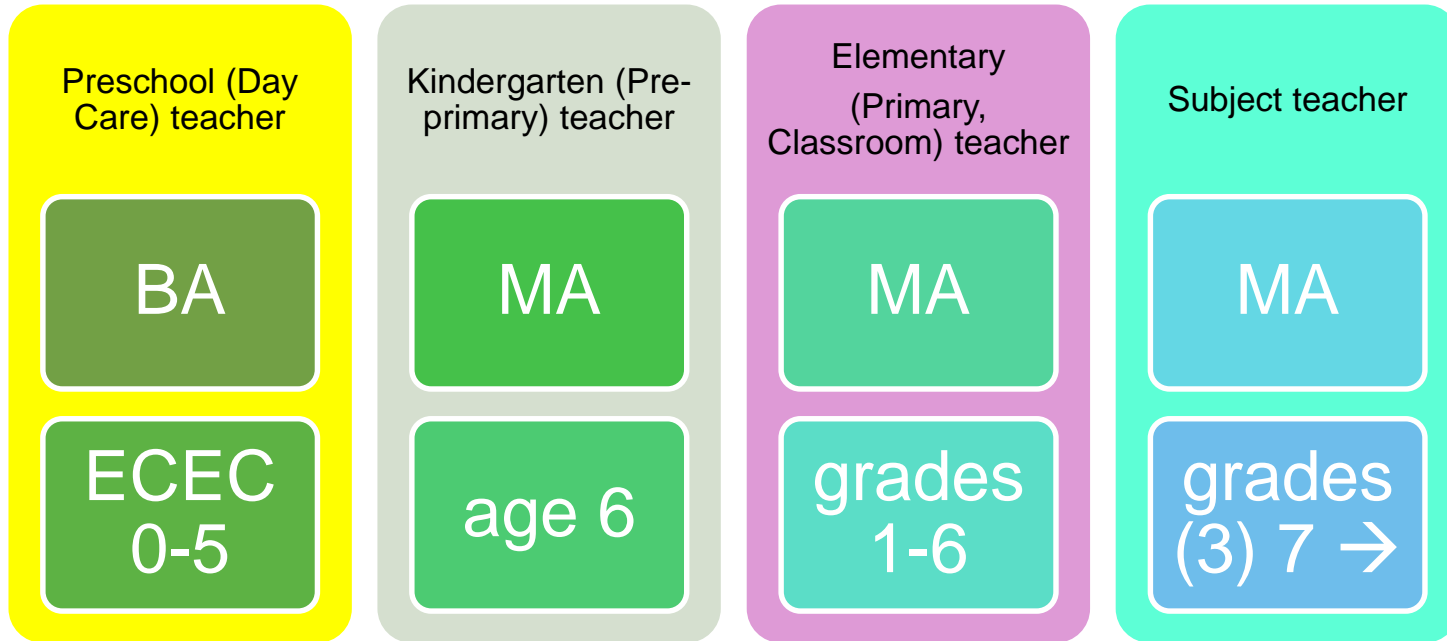 Preschool (Day
Care) teacher
BA
ECEC
0-5
Kindergarten (Pre-
primary) teacher
MA
age 6
Elementary
(Primary,
Classroom) teacher
MA
grades
1-6
Subject teacher
MA
grades
(3) 7 →